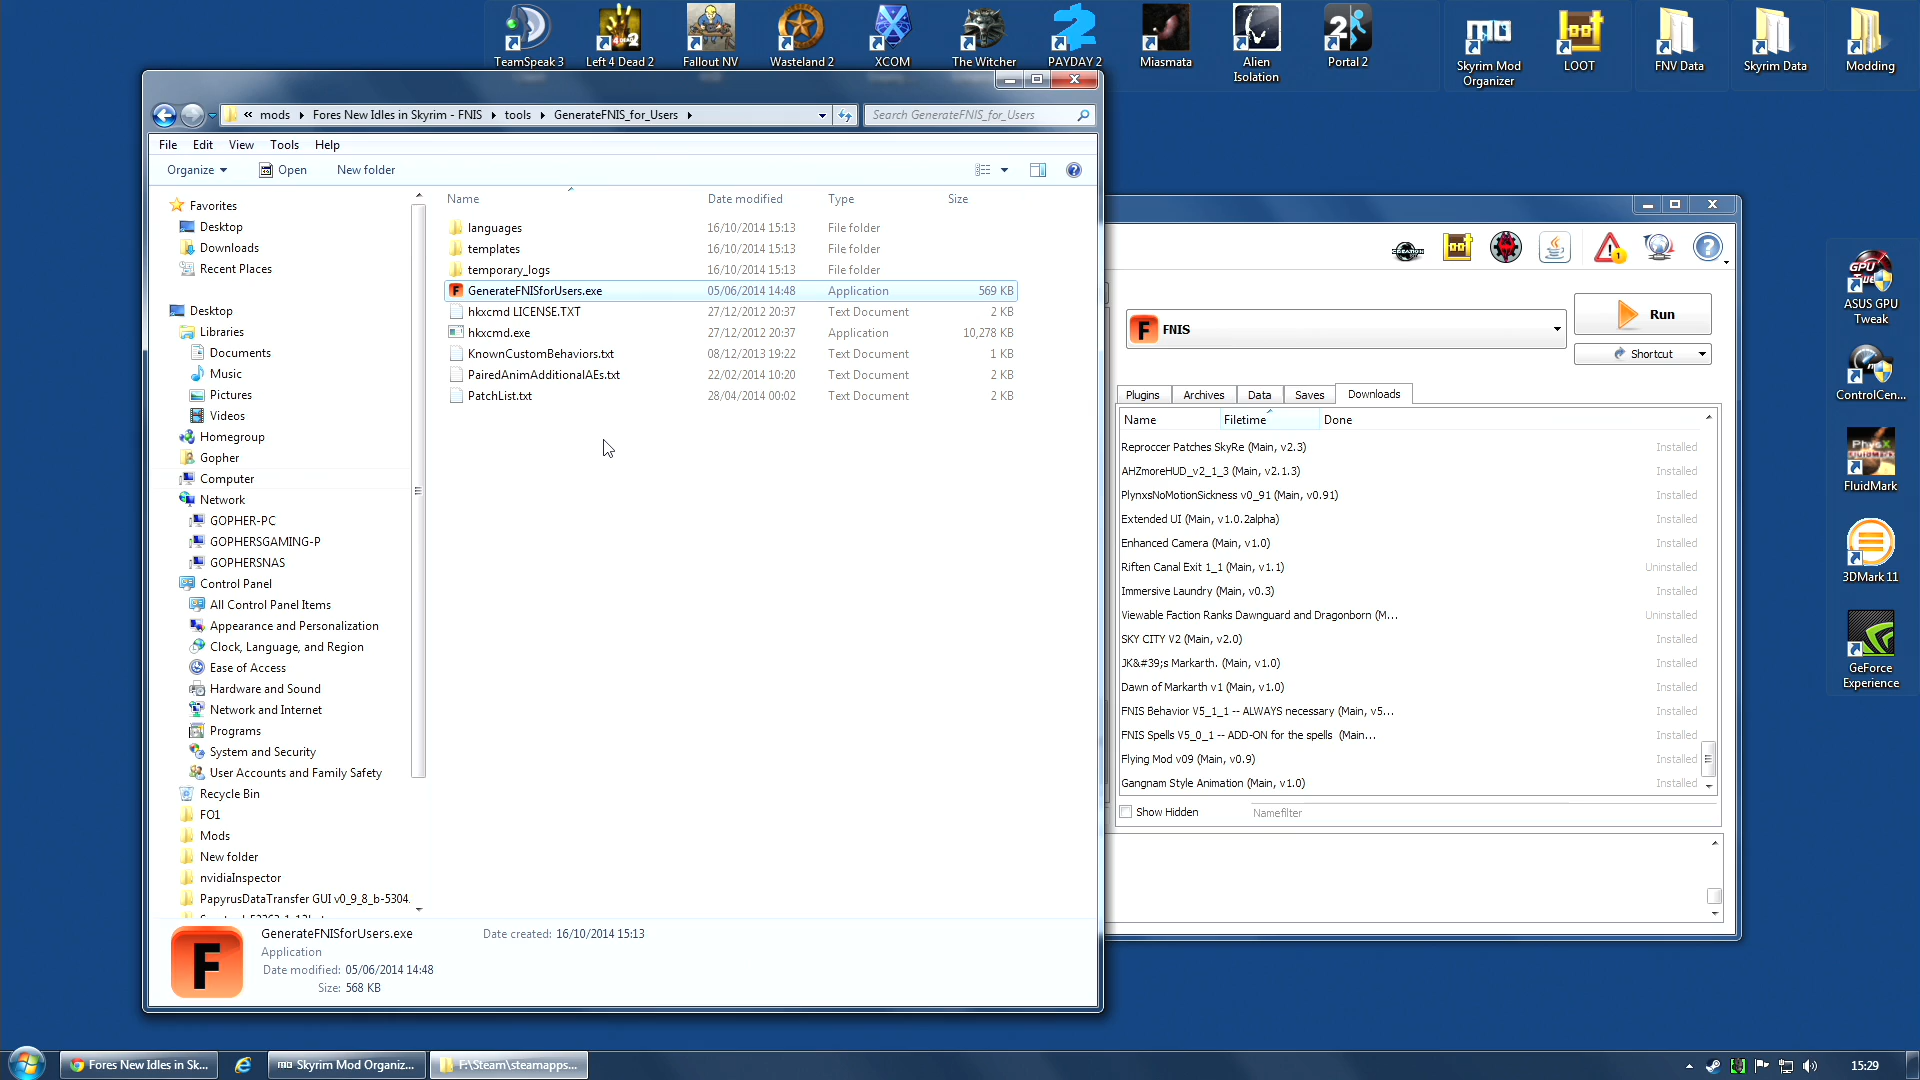 TeamSpeak 3
Left 4 Dead 2
Fallout NV
Wasteland 2
XCOM
The Witcher
PAYDAY 2
Miasmata
Alien Isolation
Portal 2
Skyrim Mod Organizer
LOOT
FNV Data
Skyrim Data
Modding
« mods Fores New Idles in Skyrim - FNIS tools GenerateFNIS_for_Users
Search GenerateFNIS_for_Users
File Edit View Tools Help
Organize Open New folder
Favorites
Desktop
Downloads
Recent Places
Desktop
Libraries
Documents
Music
Pictures
Videos
Homegroup
Gopher
Computer
Network
GOPHER-PC
GOPHERSGAMING-P
GOPHERSNAS
Control Panel
All Control Panel Items
Appearance and Personalization
Clock, Language, and Region
Ease of Access
Hardware and Sound
Network and Internet
Programs
System and Security
User Accounts and Family Safety
Recycle Bin
FO1
Mods
New folder
nvidiaInspector
PapyrusDataTransfer GUI v0_9_8_b-5304.
Name Date modified Type Size
languages 16/10/2014 15:13 File folder
templates 16/10/2014 15:13 File folder
temporary_logs 16/10/2014 15:13 File folder
GenerateFNISforUsers.exe 05/06/2014 14:48 Application 569 KB
hkxcmd LICENSE.TXT 27/12/2012 20:37 Text Document 2 KB
hkxcmd.exe 27/12/2012 20:37 Application 10,278 KB
KnownCustomBehaviors.txt 08/12/2013 19:22 Text Document 1 KB
PairedAnimAdditionalAEs.txt 22/02/2014 10:20 Text Document 2 KB
PatchList.txt 28/04/2014 00:02 Text Document 2 KB
GenerateFNISforUsers.exe Date created: 16/10/2014 15:13
Application
Date modified: 05/06/2014 14:48
Size: 568 KB
F FNIS
Run
Shortcut
Plugins Archives Data Saves Downloads
Name Filetime Done
Reproccer Patches SkyRe (Main, v2.3) Installed
AHZmoreHUD_v2_1_3 (Main, v2.1.3) Installed
PlynxsNoMotionSickness v0_91 (Main, v0.91) Installed
Extended UI (Main, v1.0.2alpha) Installed
Enhanced Camera (Main, v1.0) Installed
Riften Canal Exit 1_1 (Main, v1.1) Uninstalled
Immersive Laundry (Main, v0.3) Installed
Viewable Faction Ranks Dawnguard and Dragonborn (M... Uninstalled
SKY CITY V2 (Main, v2.0) Installed
JK&#39;s Markarth. (Main, v1.0) Installed
Dawn of Markarth v1 (Main, v1.0) Installed
FNIS Behavior V5_1_1 -- ALWAYS necessary (Main, v5... Installed
FNIS Spells V5_0_1 -- ADD-ON for the spells (Main... Installed
Flying Mod v09 (Main, v0.9) Installed
Gangnam Style Animation (Main, v1.0) Installed
Show Hidden Namefilter
ASUS GPU Tweak
ControlCen...
FluidMark
3DMark 11
GeForce Experience
Fores New Idles in Sk...
Skyrim Mod Organiz...
F:\Steam\steamapps...
15:29